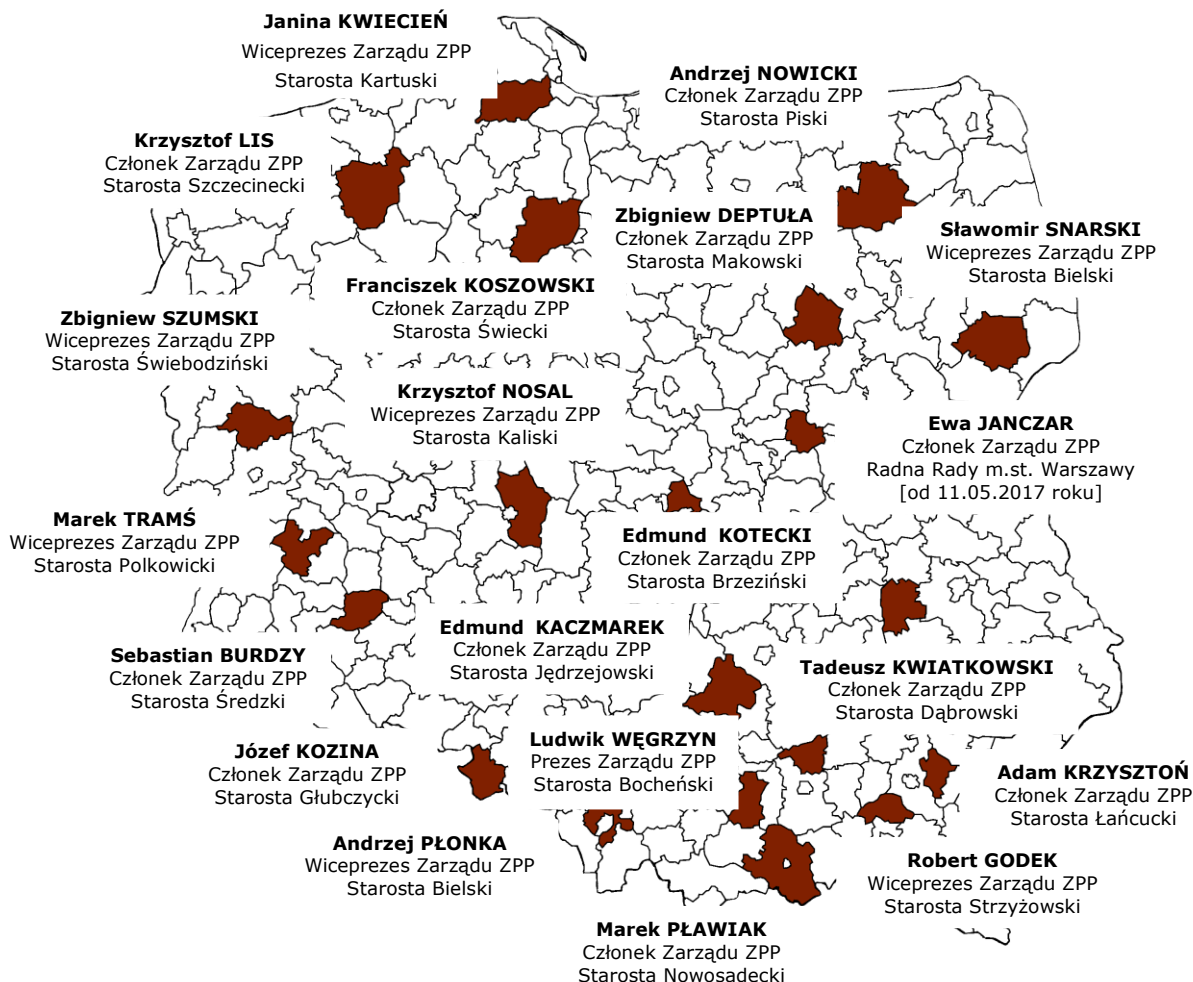 Janina KWIECIEŃ
Wiceprezes Zarządu ZPP
Starosta Kartuski
Andrzej NOWICKI
Członek Zarządu ZPP
Starosta Piski
Krzysztof LIS
Członek Zarządu ZPP
Starosta Szczecinecki
Zbigniew DEPTUŁA
Członek Zarządu ZPP
Starosta Makowski
Sławomir SNARSKI
Wiceprezes Zarządu ZPP
Starosta Bielski
Franciszek KOSZOWSKI
Członek Zarządu ZPP
Starosta Świecki
Zbigniew SZUMSKI
Wiceprezes Zarządu ZPP
Starosta Świebodziński
Krzysztof NOSAL
Wiceprezes Zarządu ZPP
Starosta Kaliski
Ewa JANCZAR
Członek Zarządu ZPP
Radna Rady m.st. Warszawy
[od 11.05.2017 roku]
Marek TRAMŚ
Wiceprezes Zarządu ZPP
Starosta Polkowicki
Edmund KOTECKI
Członek Zarządu ZPP
Starosta Brzeziński
Edmund KACZMAREK
Członek Zarządu ZPP
Starosta Jędrzejowski
Sebastian BURDZY
Członek Zarządu ZPP
Starosta Średzki
Tadeusz KWIATKOWSKI
Członek Zarządu ZPP
Starosta Dąbrowski
Józef KOZINA
Członek Zarządu ZPP
Starosta Głubczycki
Ludwik WĘGRZYN
Prezes Zarządu ZPP
Starosta Bocheński
Adam KRZYSZTOŃ
Członek Zarządu ZPP
Starosta Łańcucki
Andrzej PŁONKA
Wiceprezes Zarządu ZPP
Starosta Bielski
Robert GODEK
Wiceprezes Zarządu ZPP
Starosta Strzyżowski
Marek PŁAWIAK
Członek Zarządu ZPP
Starosta Nowosadecki